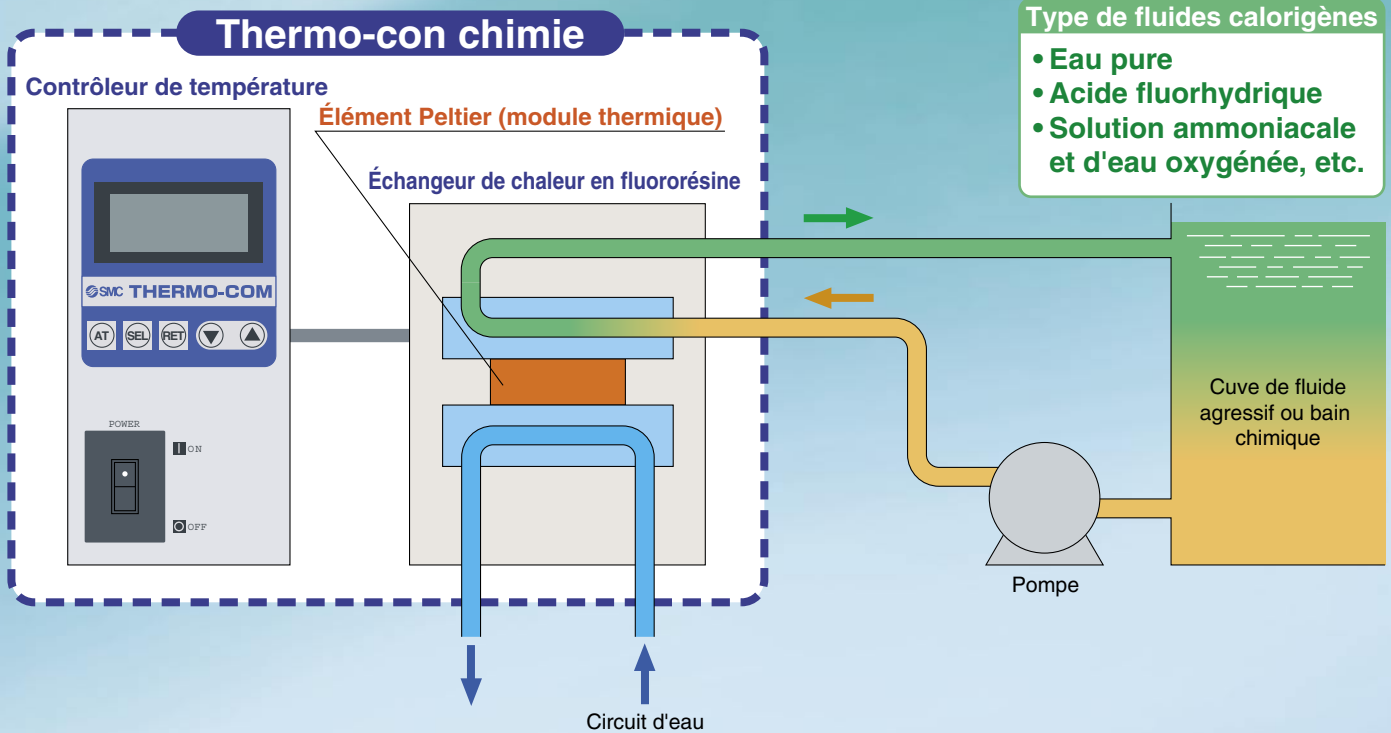 Thermo-con chimie
Contrôleur de température
Élément Peltier (module thermique)
Échangeur de chaleur en fluororésine
SMC THERMO-COM
AT SEL RET
POWER
ON
OFF
Type de fluides calorigènes
• Eau pure
• Acide fluorhydrique
• Solution ammoniacale
et d'eau oxygénée, etc.
Cuve de fluide
agressif ou bain
chimique
Pompe
Circuit d'eau